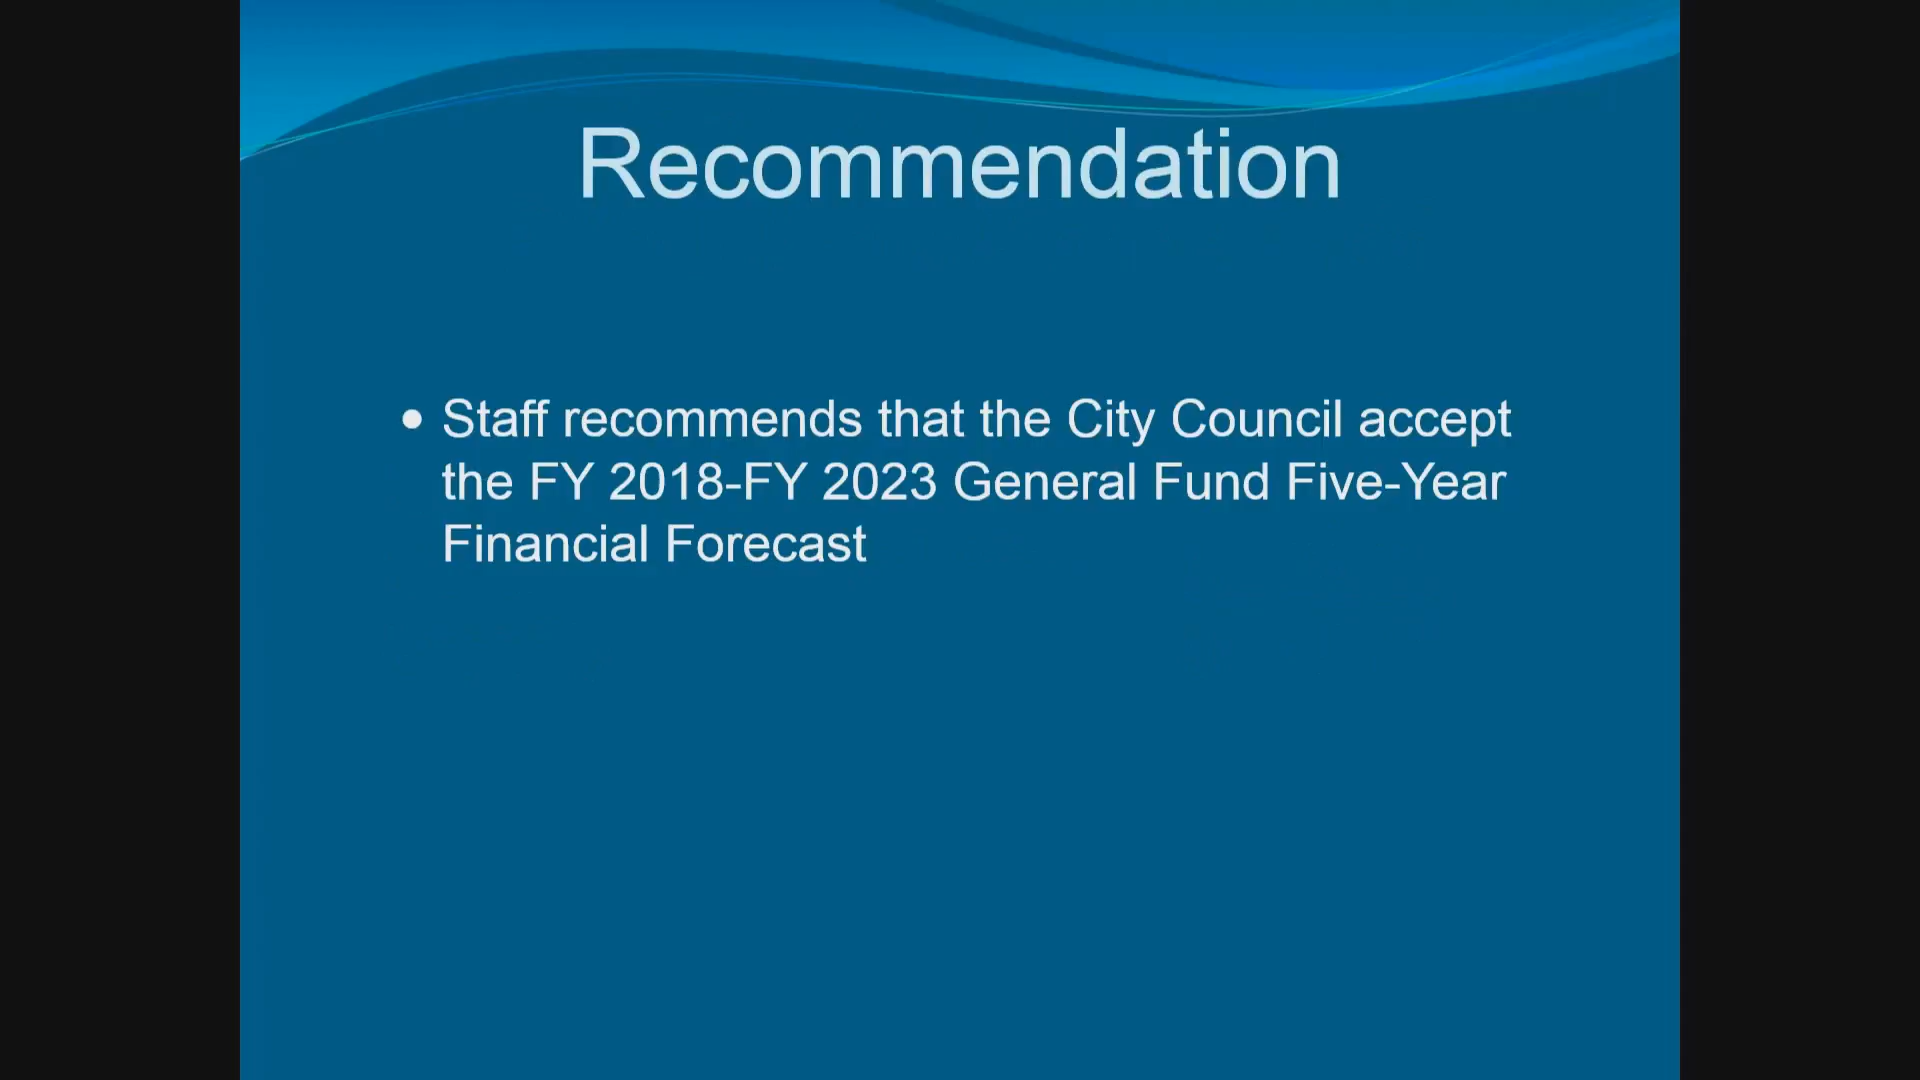 Recommendation
• Staff recommends that the City Council accept
the FY 2018-FY 2023 General Fund Five-Year
Financial Forecast